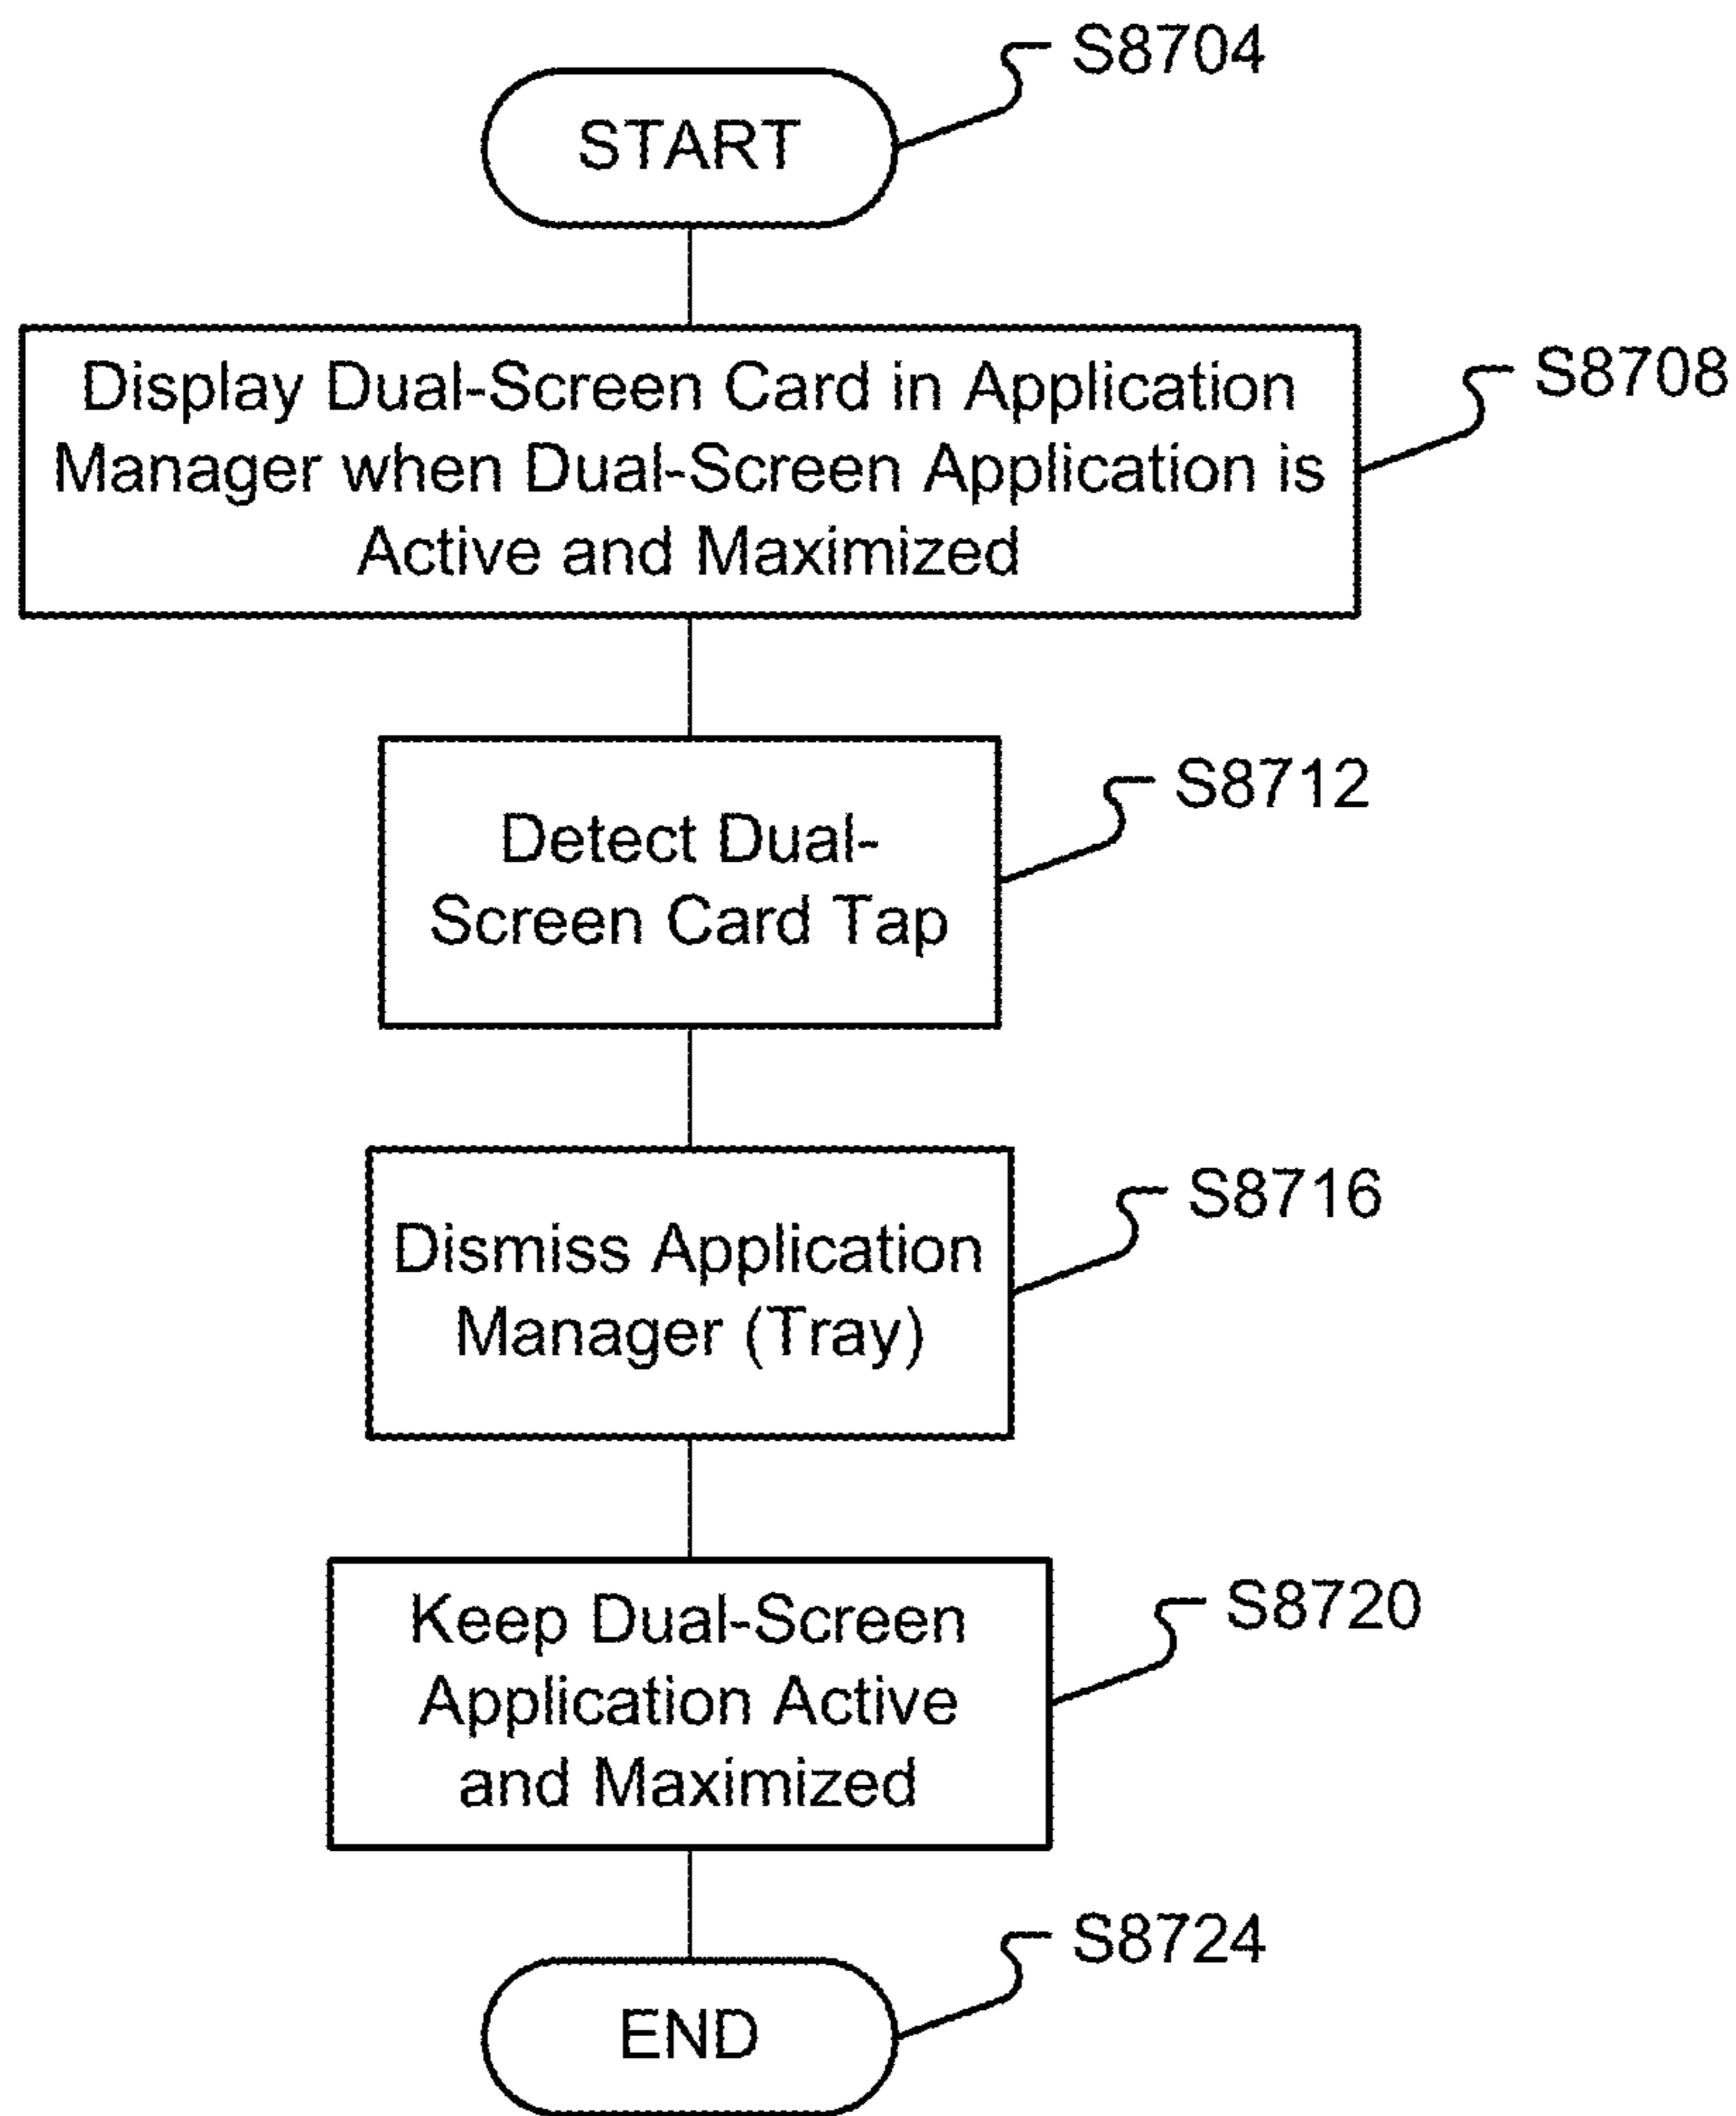 S8704
START
S8708
Display Dual-Screen Card in Application
Manager when Dual-Screen Application is
Active and Maximized
S8712
Detect Dual-
Screen Card Tap
S8716
Dismiss Application
Manager (Tray)
S8720
Keep Dual-Screen
Application Active
and Maximized
S8724
END